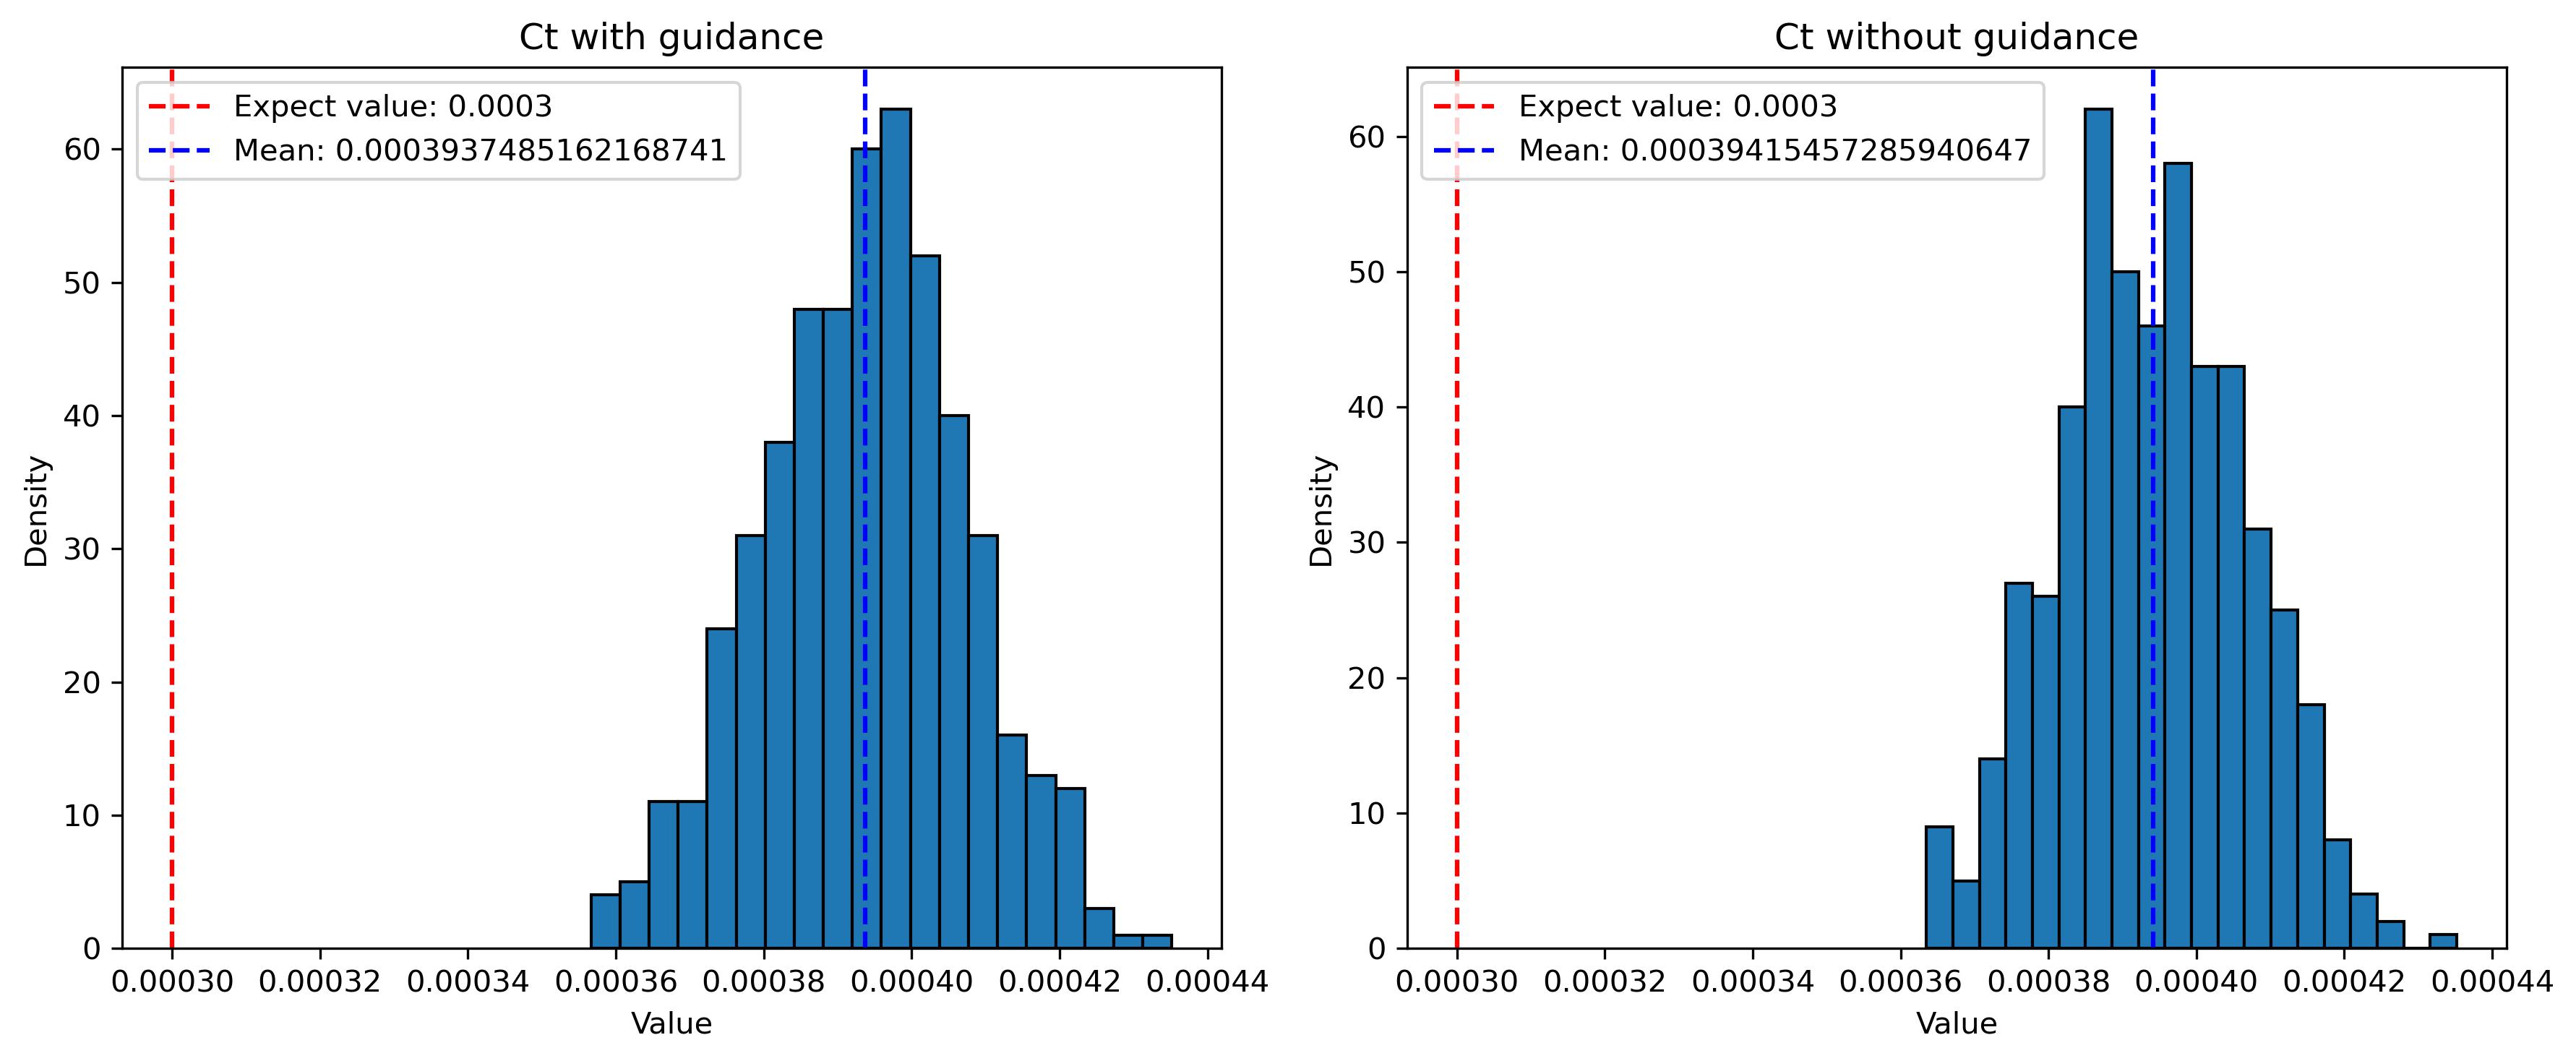 Ct with guidance
Expect value: 0.0003
Mean: 0.0003937485162168741
60
50
40
30
20
10
0
Density
0.00030 0.00032 0.00034 0.00036 0.00038 0.00040 0.00042 0.00044
Value
Ct without guidance
Expect value: 0.0003
Mean: 0.00039415457285940647
60
50
40
30
20
10
0
Density
0.00030 0.00032 0.00034 0.00036 0.00038 0.00040 0.00042 0.00044
Value